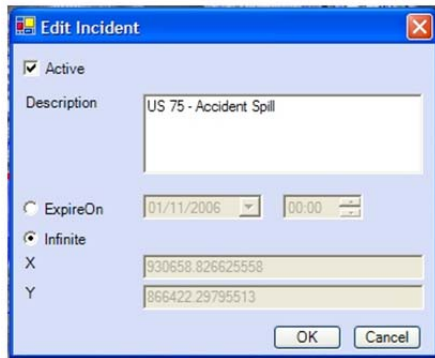 Edit Incident
Active
Description
US 75 - Accident Spill
ExpireOn 01/11/2006 00:00
Infinite
X 930658.826625558
Y 866422.29795513
OK Cancel